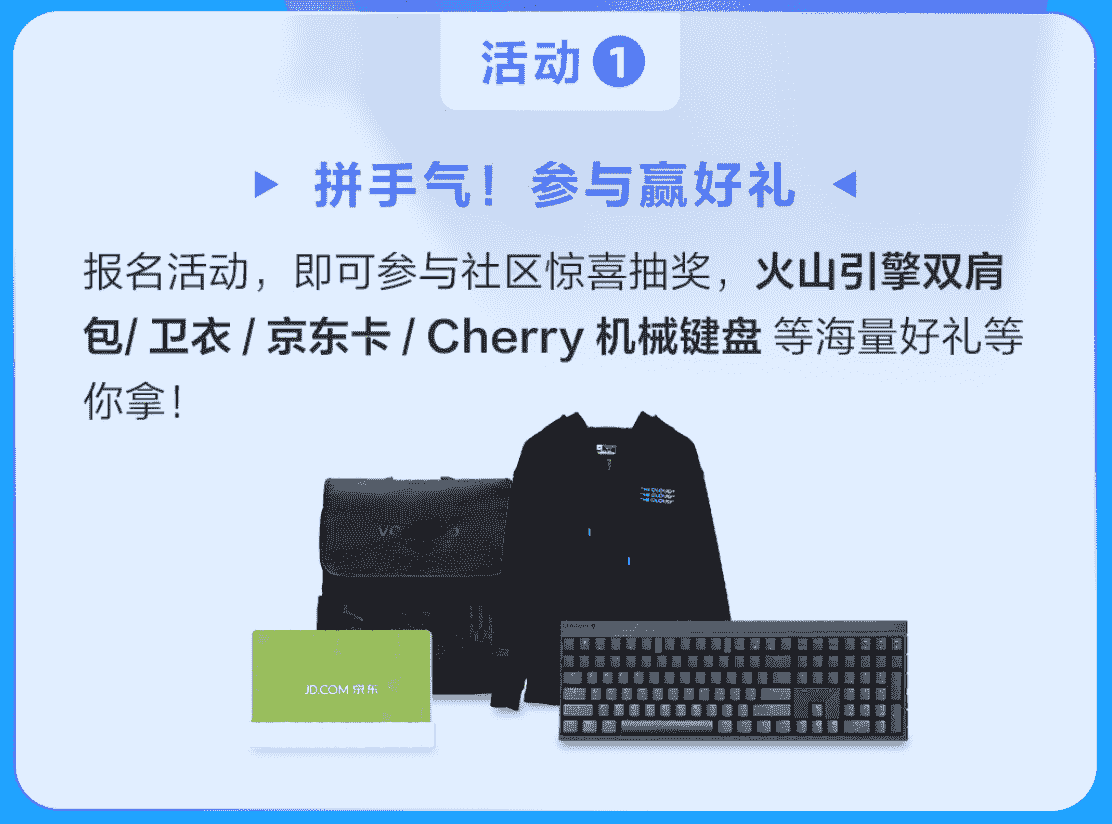 活动 1
拼手气！参与赢好礼
报名活动，即可参与社区惊喜抽奖，火山引擎双肩
包/ 卫衣 / 京东卡 / Cherry 机械键盘 等海量好礼等
你拿！
JD.COM 京东